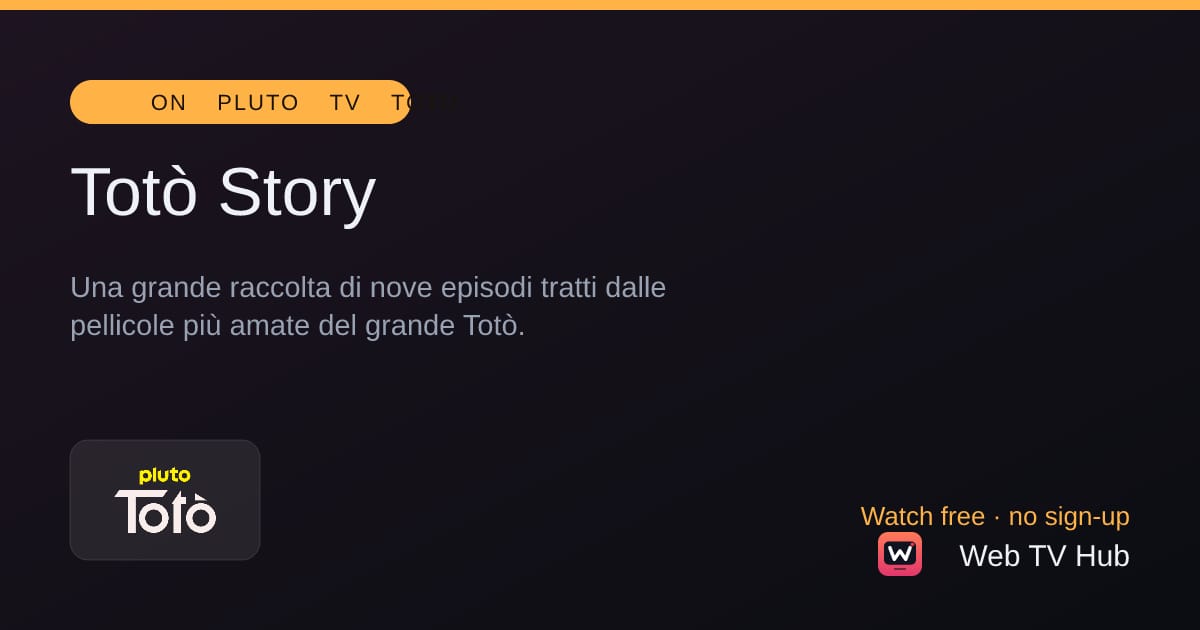 ON PLUTO TV TOTÒ
Totò Story
Una grande raccolta di nove episodi tratti dalle
pellicole più amate del grande Totò.
pluto
Totò
Watch free · no sign-up
W
Web TV Hub